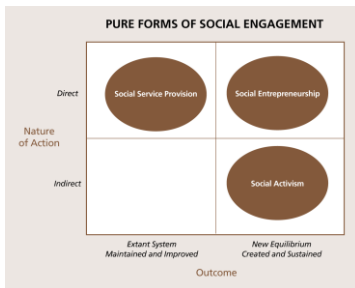 PURE FORMS OF SOCIAL ENGAGEMENT
Direct
Social Service Provision
Social Entrepreneurship
Nature
of Action
Indirect
Social Activism
Extant System
Maintained and Improved
New Equilibrium
Created and Sustained
Outcome